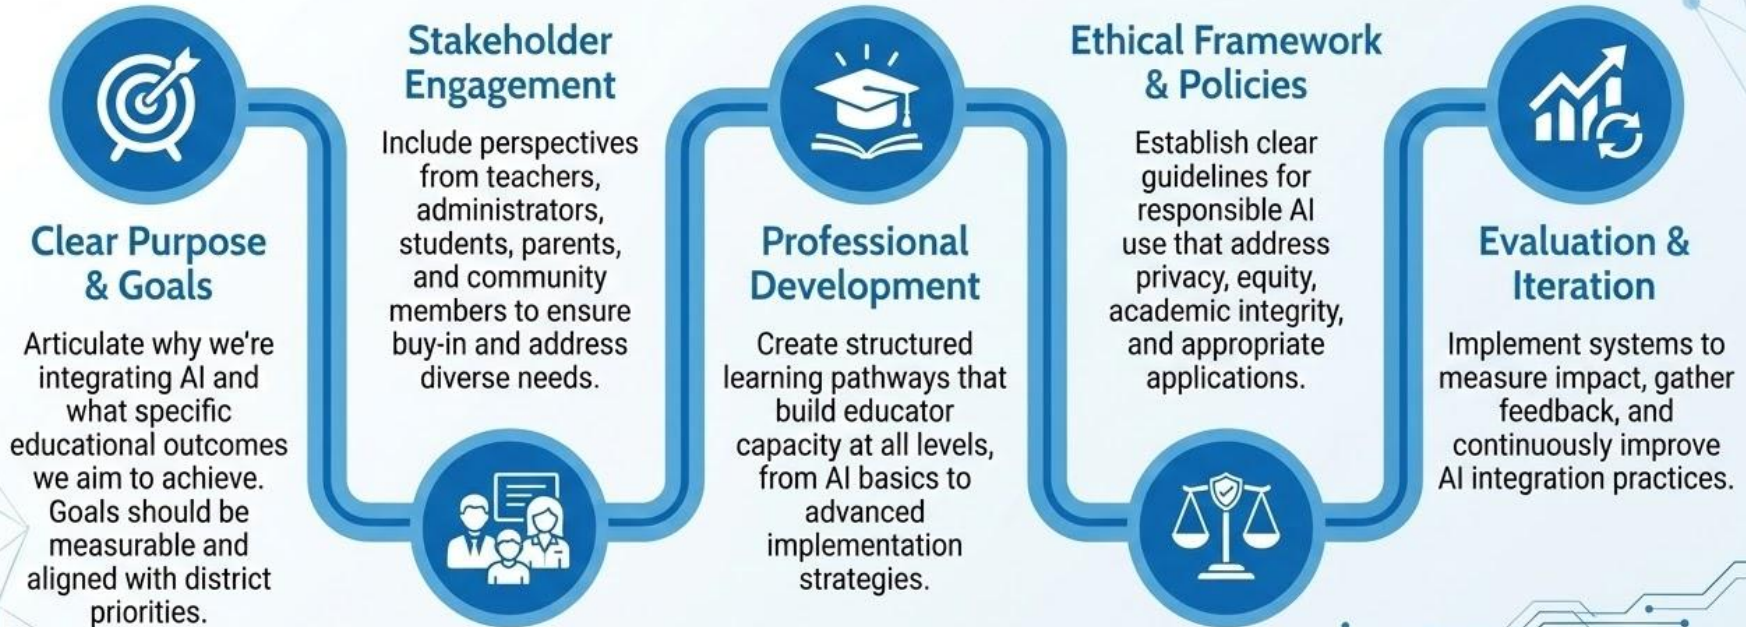 Clear Purpose
& Goals
Articulate why we're
integrating AI and
what specific
educational outcomes
we aim to achieve.
Goals should be
measurable and
aligned with district
priorities.
Stakeholder
Engagement
Include perspectives
from teachers,
administrators,
students, parents,
and community
members to ensure
buy-in and address
diverse needs.
Professional
Development
Create structured
learning pathways that
build educator
capacity at all levels,
from AI basics to
advanced
implementation
strategies.
Ethical Framework
& Policies
Establish clear
guidelines for
responsible AI
use that address
privacy, equity,
academic integrity,
and appropriate
applications.
Evaluation &
Iteration
Implement systems to
measure impact, gather
feedback, and
continuously improve
AI integration practices.